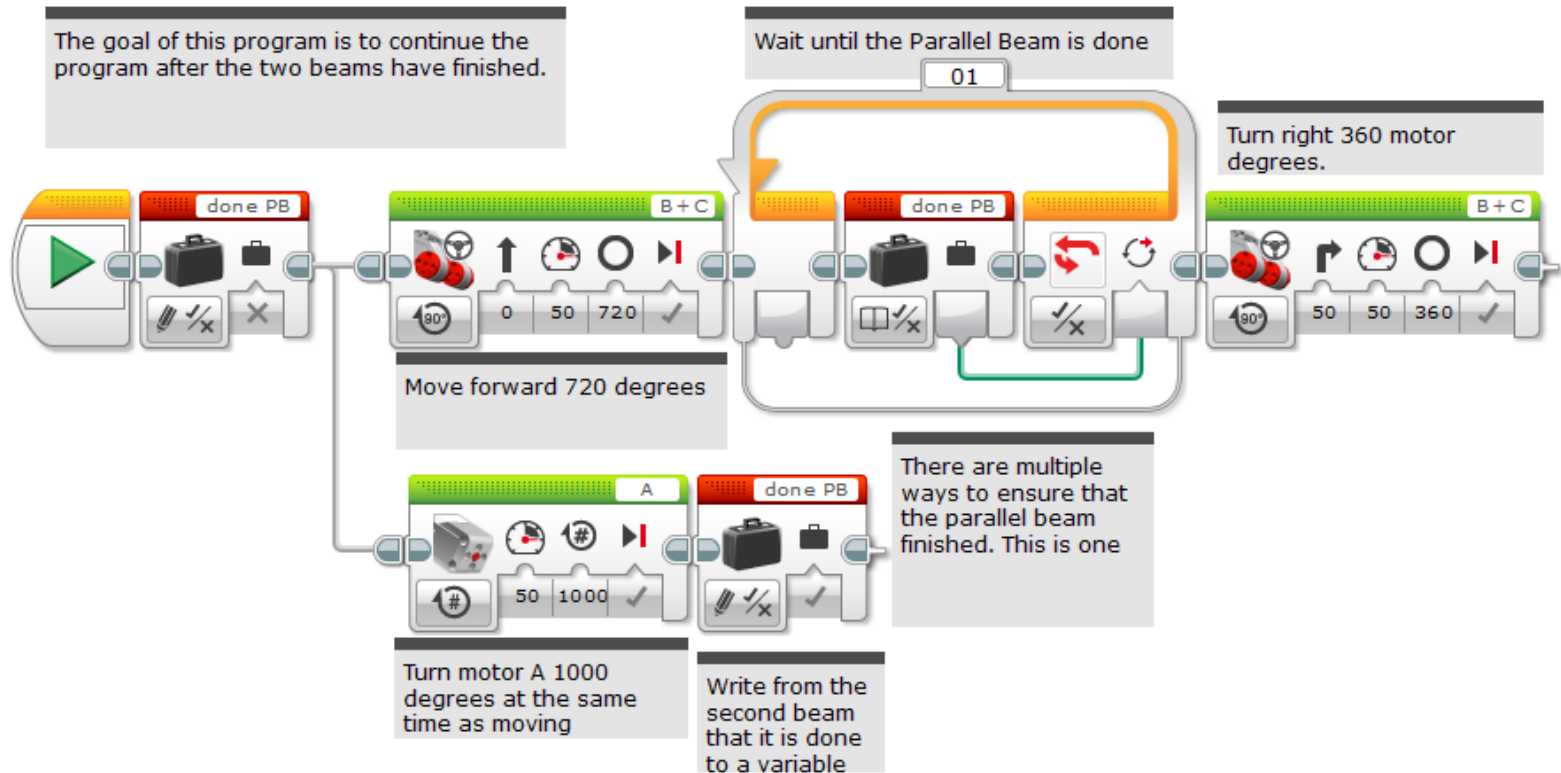 The goal of this program is to continue the
program after the two beams have finished.
Wait until the Parallel Beam is done
01
Turn right 360 motor
degrees.
done PB
B+C
0 50 720
done PB
B+C
50 50 360
90°
90°
Move forward 720 degrees
There are multiple
ways to ensure that
the parallel beam
finished. This is one
A
#
#
50 1000
done PB
Turn motor A 1000
degrees at the same
time as moving
Write from the
second beam
that it is done
to a variable